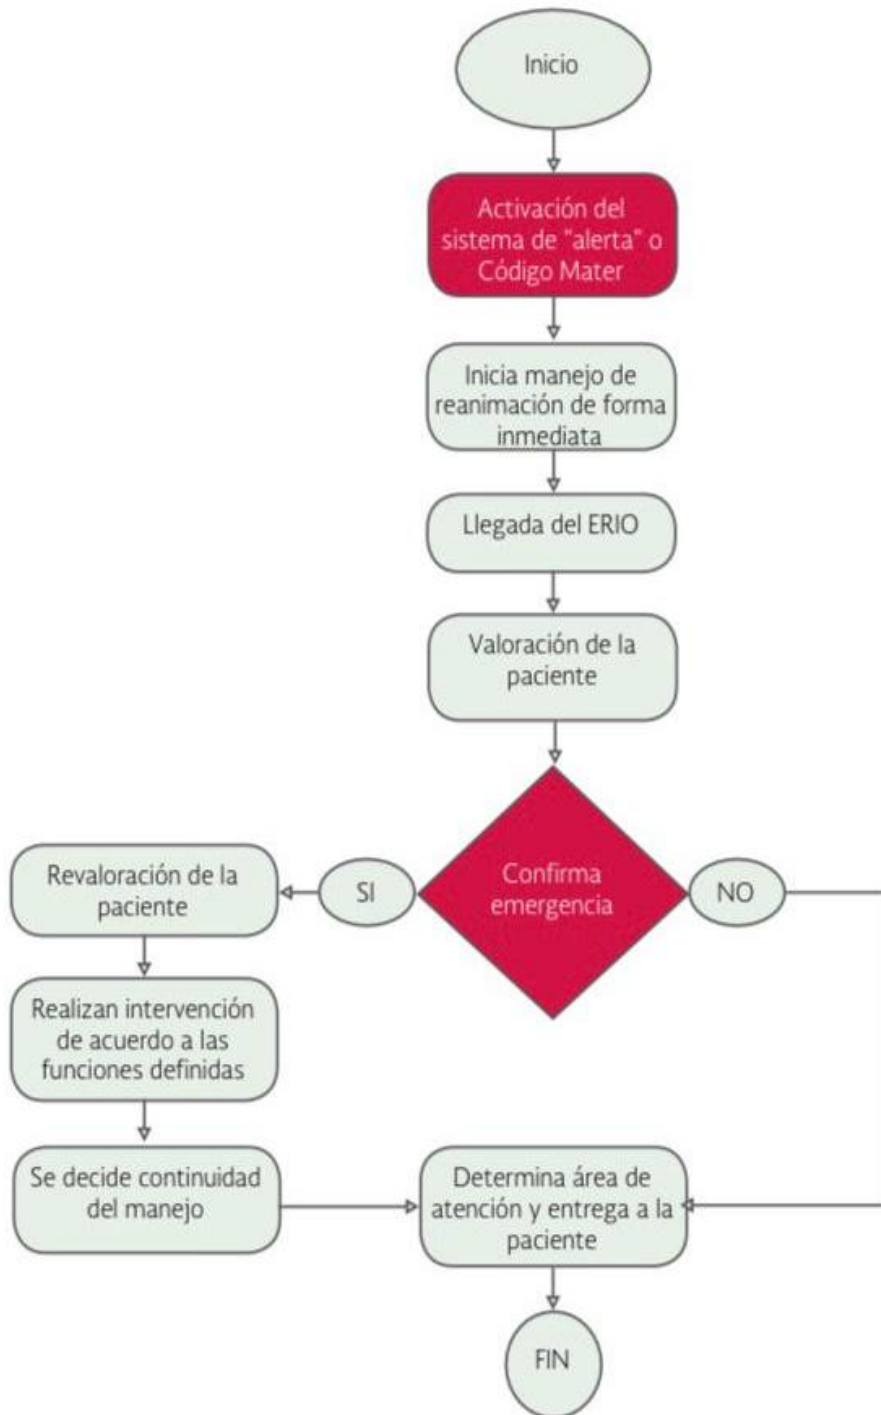 Inicio
Activación del
sistema de "alerta" o
Código Mater
Inicia manejo de
reanimación de forma
inmediata
Llegada del ERIO
Valoración de la
paciente
Confirma
emergencia
SI
NO
Revaloración de la
paciente
Realizan intervención
de acuerdo a las
funciones definidas
Se decide continuidad
del manejo
Determina área de
atención y entrega a la
paciente
FIN